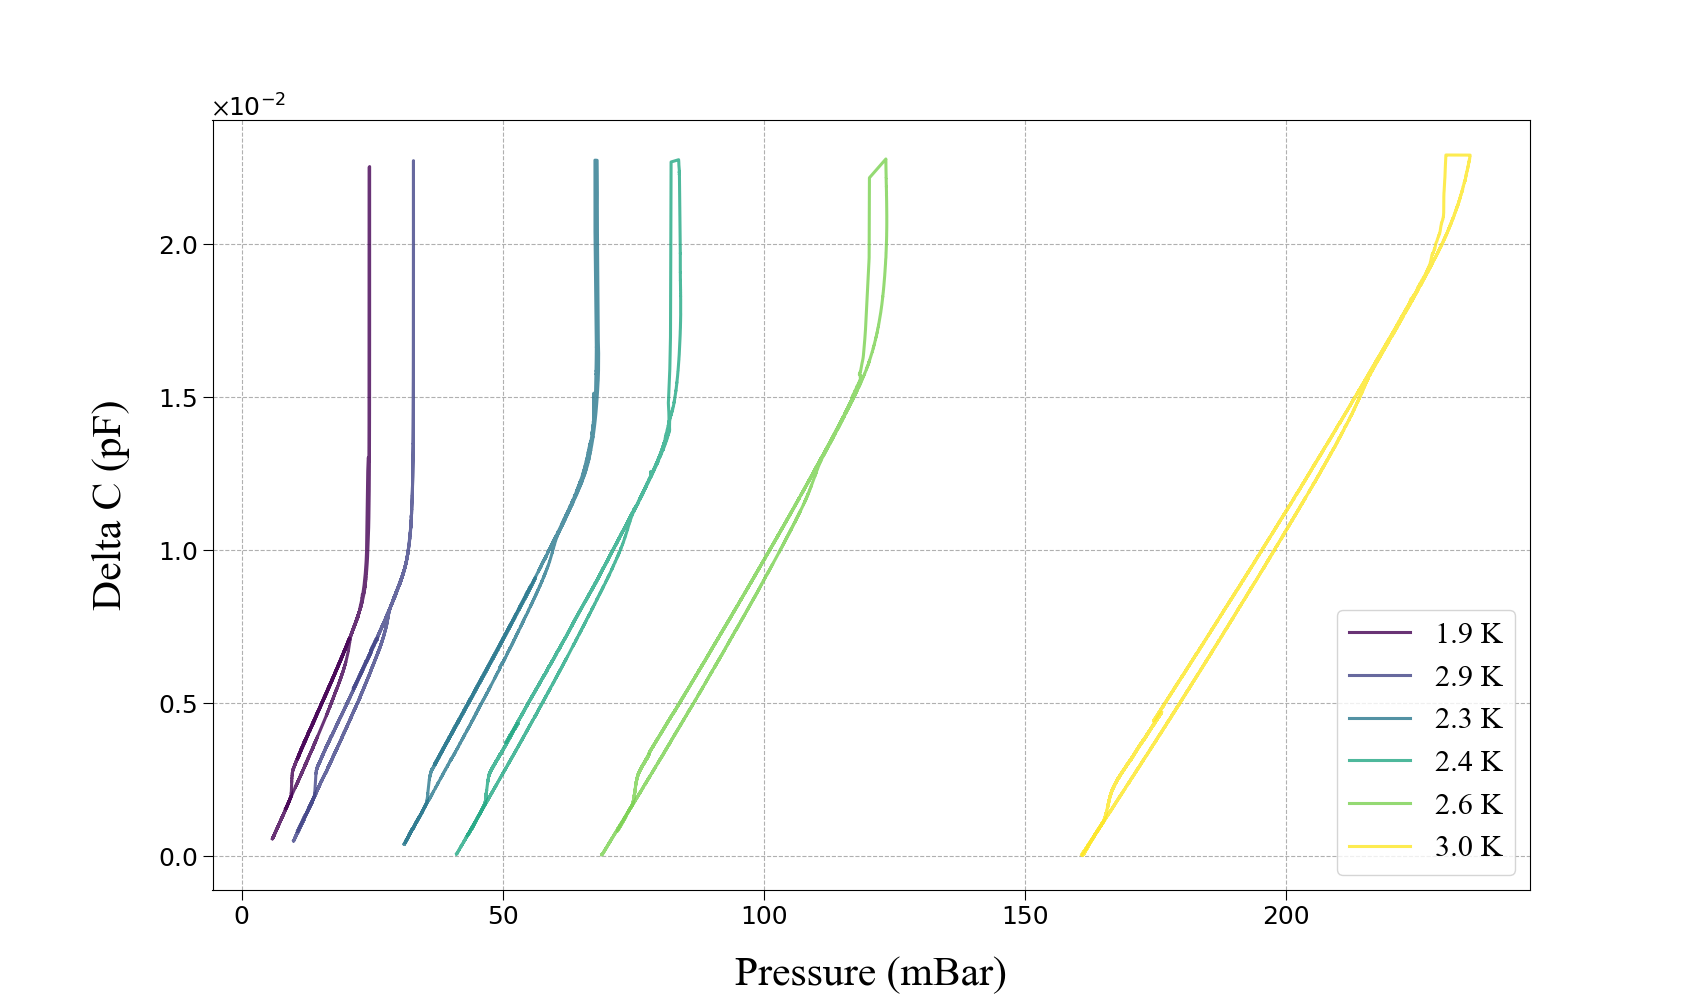 ×10⁻²
2.0
1.5
1.0
0.5
0.0
Delta C (pF)
0
50
100
150
200
Pressure (mBar)
1.9 K
2.9 K
2.3 K
2.4 K
2.6 K
3.0 K